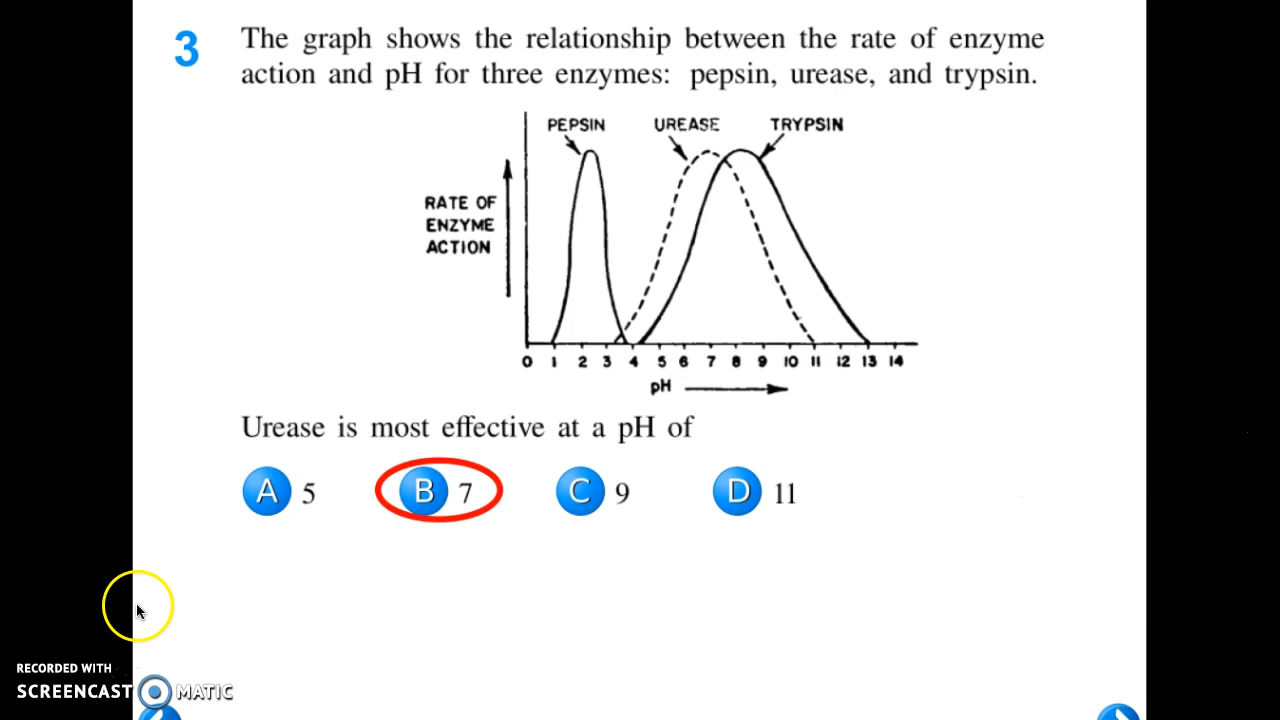 3 The graph shows the relationship between the rate of enzyme
action and pH for three enzymes: pepsin, urease, and trypsin.
PEPSIN UREASE TRYPSIN
RATE OF
ENZYME
ACTION
0 1 2 3 4 5 6 7 8 9 10 11 12 13 14
pH
Urease is most effective at a pH of
A 5 B 7 C 9 D 11
RECORDED WITH
SCREENCAST MATIC